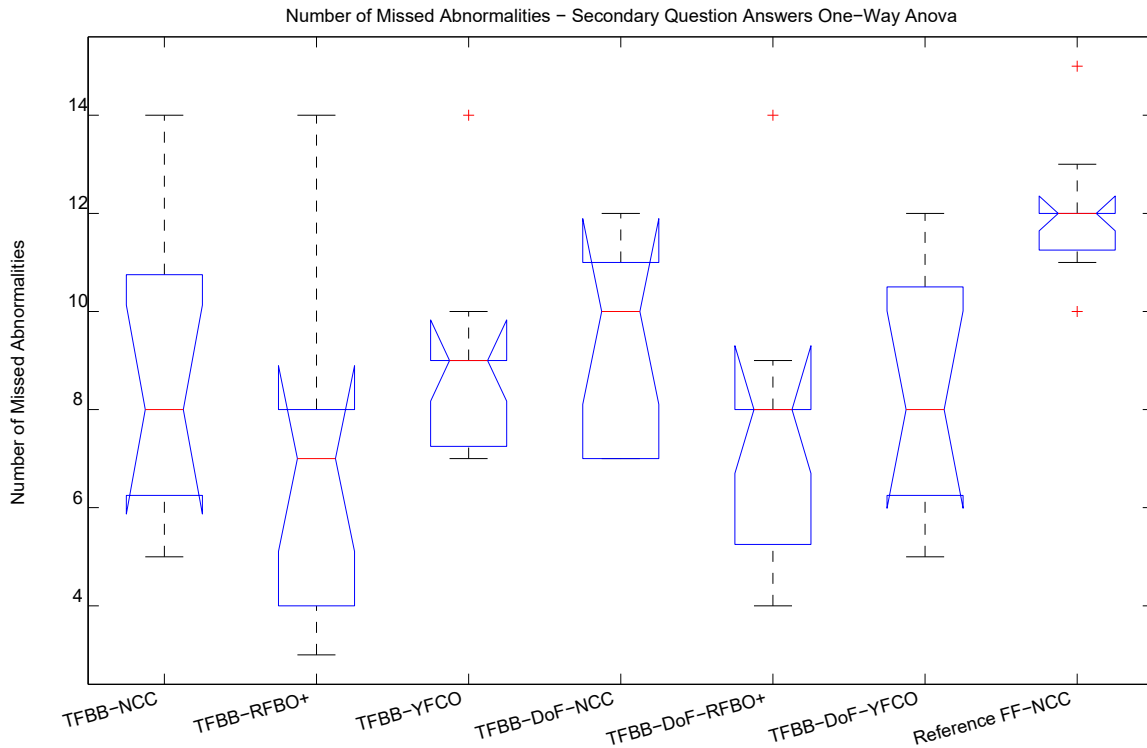 Number of Missed Abnormalities − Secondary Question Answers One−Way Anova
Number of Missed Abnormalities
14
12
10
8
6
4
TFBB−NCC
TFBB−RFBO+
TFBB−YFCO
TFBB−DoF−NCC
TFBB−DoF−RFBO+
TFBB−DoF−YFCO
Reference FF−NCC